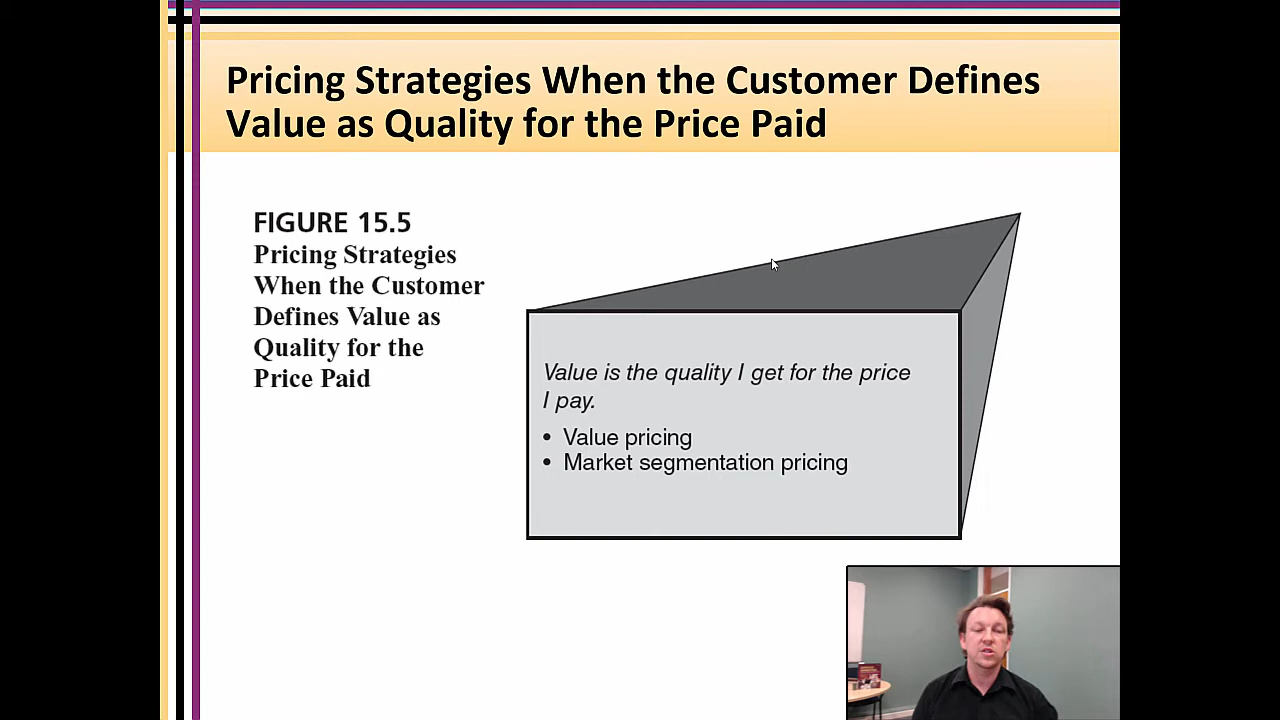 Pricing Strategies When the Customer Defines
Value as Quality for the Price Paid
FIGURE 15.5
Pricing Strategies
When the Customer
Defines Value as
Quality for the
Price Paid
Value is the quality I get for the price
I pay.
• Value pricing
• Market segmentation pricing